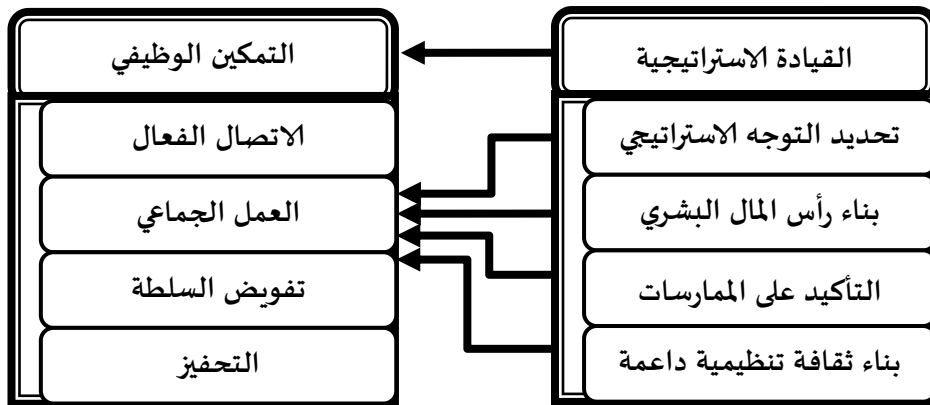 القيادة الاستراتيجية
تحديد التوجه الاستراتيجي
بناء رأس المال البشري
التأكيد على الممارسات
بناء ثقافة تنظيمية داعمة
التمكين الوظيفي
الاتصال الفعال
العمل الجماعي
تفويض السلطة
التحفيز